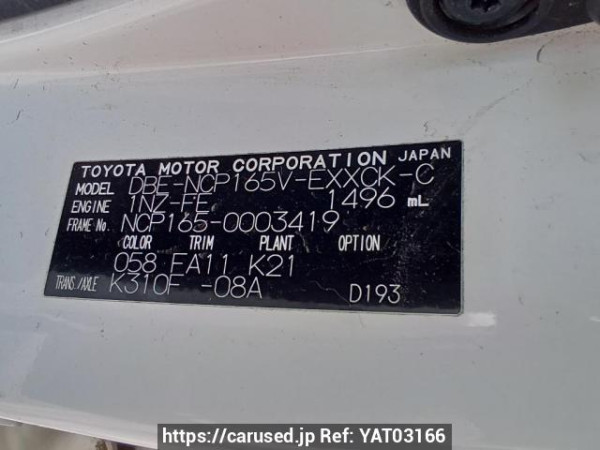 TOYOTA MOTOR CORPORATION JAPAN
MODEL DBE-NCP165V-EXXCK-C
ENGINE 1NZ-FE 1496 mL
FRAME No. NCP165-0003419
COLOR TRIM PLANT OPTION
058 FA11 K21
TRANS./AXLE K310F -08A D193
https://carused.jp Ref: YAT03166